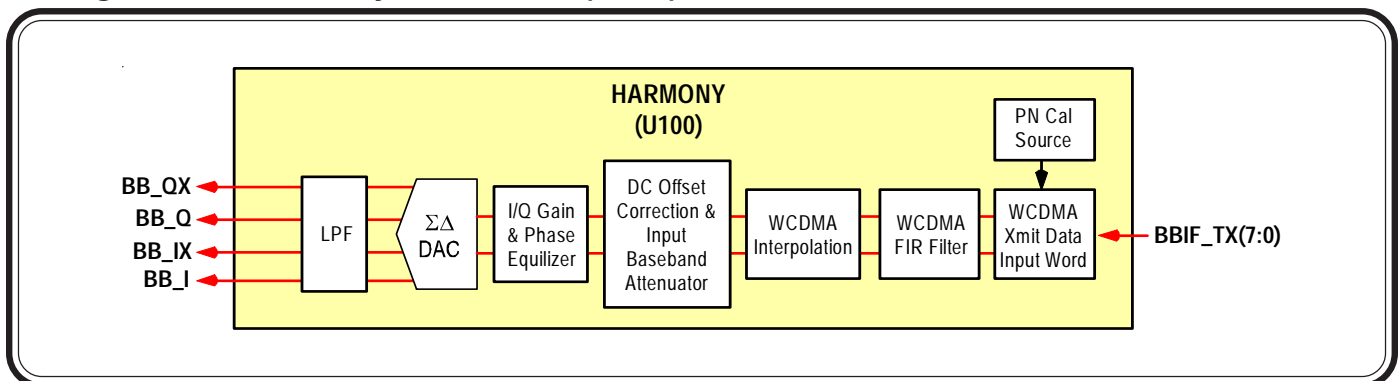 HARMONY
(U100)
PN Cal
Source
BB_QX
BB_Q
BB_IX
BB_I
LPF
ΣΔ
DAC
I/Q Gain
& Phase
Equilizer
DC Offset
Correction &
Input
Baseband
Attenuator
WCDMA
Interpolation
WCDMA
FIR Filter
WCDMA
Xmit Data
Input Word
BBIF_TX(7:0)